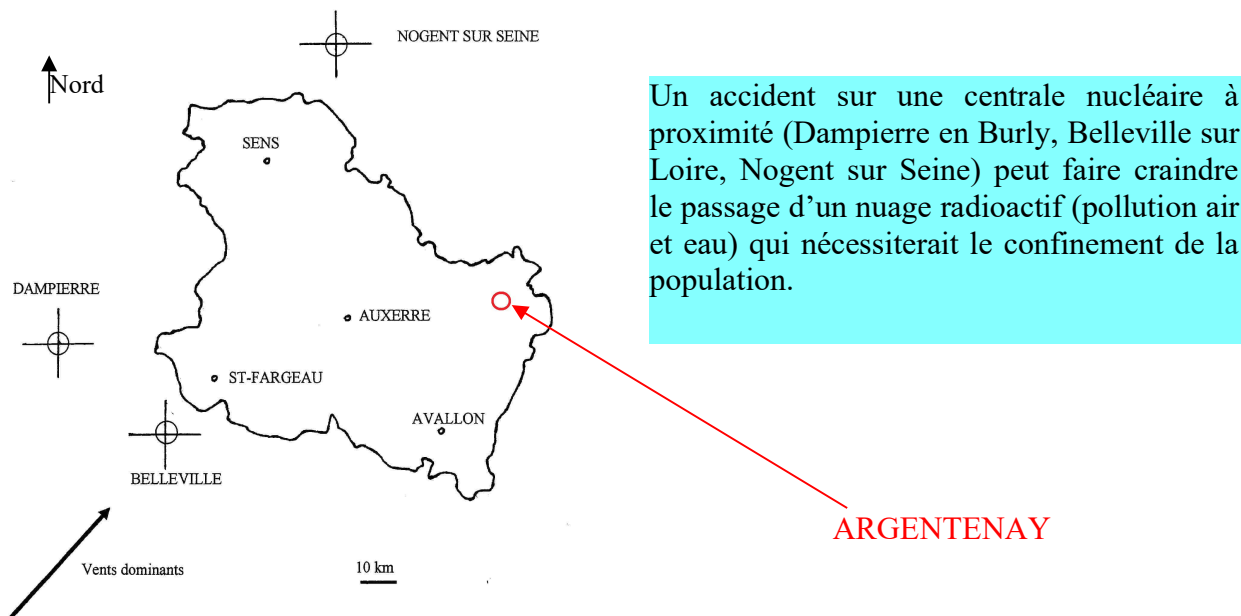 NOGENT SUR SEINE
Nord
Un accident sur une centrale nucléaire à
proximité (Dampierre en Burly, Belleville sur
Loire, Nogent sur Seine) peut faire craindre
le passage d’un nuage radioactif (pollution air
et eau) qui nécessiterait le confinement de la
population.
SENS
DAMPIERRE
AUXERRE
ST-FARGEAU
AVALLON
BELLEVILLE
ARGENTENAY
Vents dominants
10 km